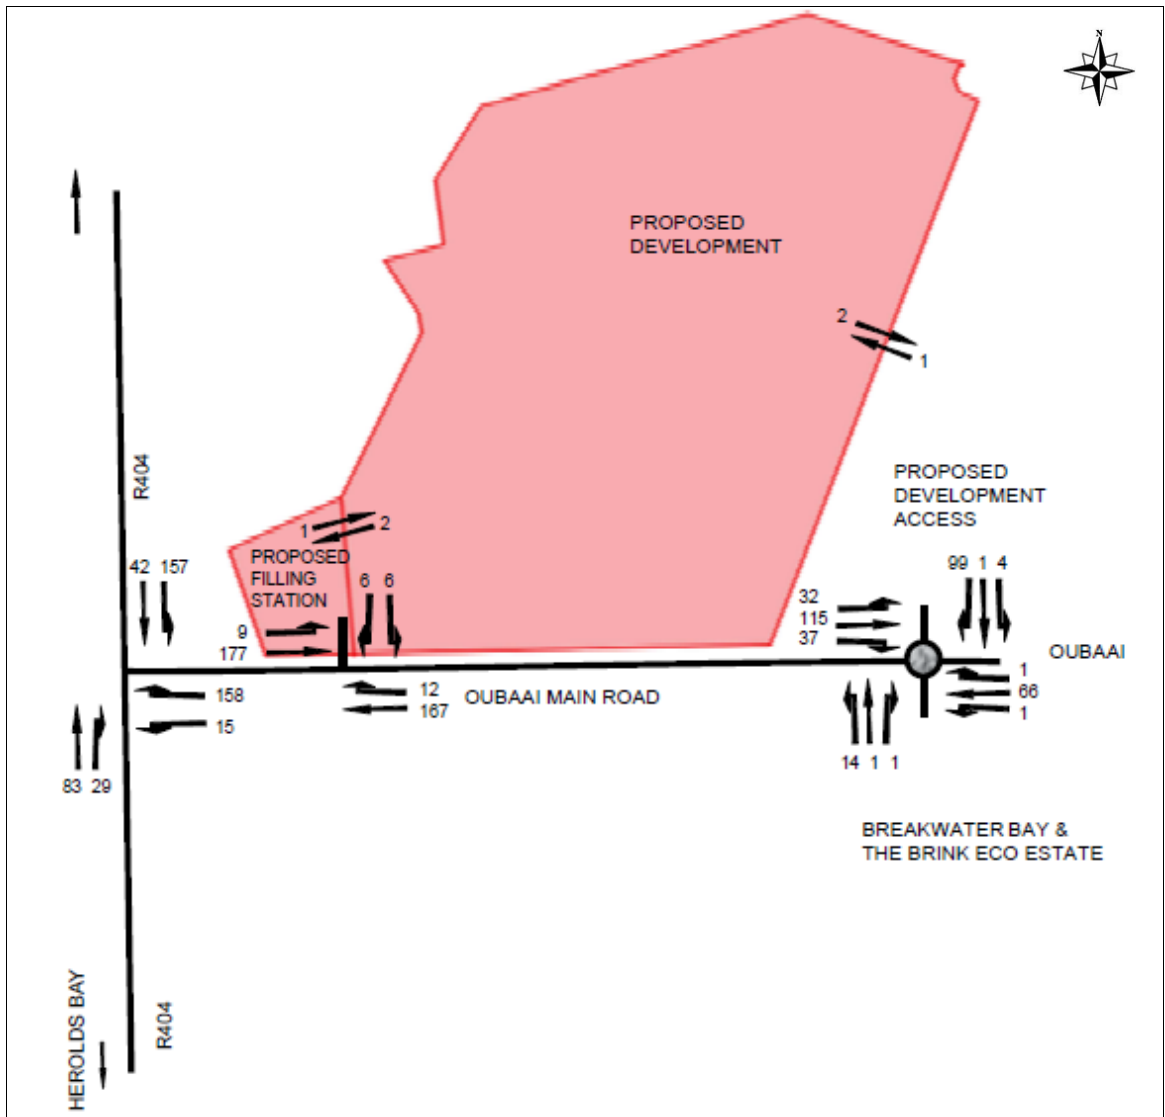 N
PROPOSED
DEVELOPMENT
2
1
R404
PROPOSED
DEVELOPMENT
ACCESS
1
2
PROPOSED
FILLING
STATION
42 157
6 6
99 1 4
9
177
32
115
37
OUBAAI
158
15
12
167
OUBAAI MAIN ROAD
1
66
1
83 29
14 1 1
BREAKWATER BAY &
THE BRINK ECO ESTATE
HEROLDS BAY
R404